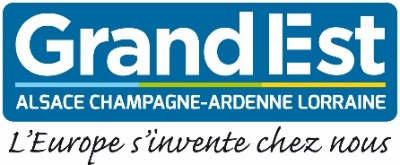 Grand Est
ALSACE CHAMPAGNE-ARDENNE LORRAINE
L'Europe s'invente chez nous